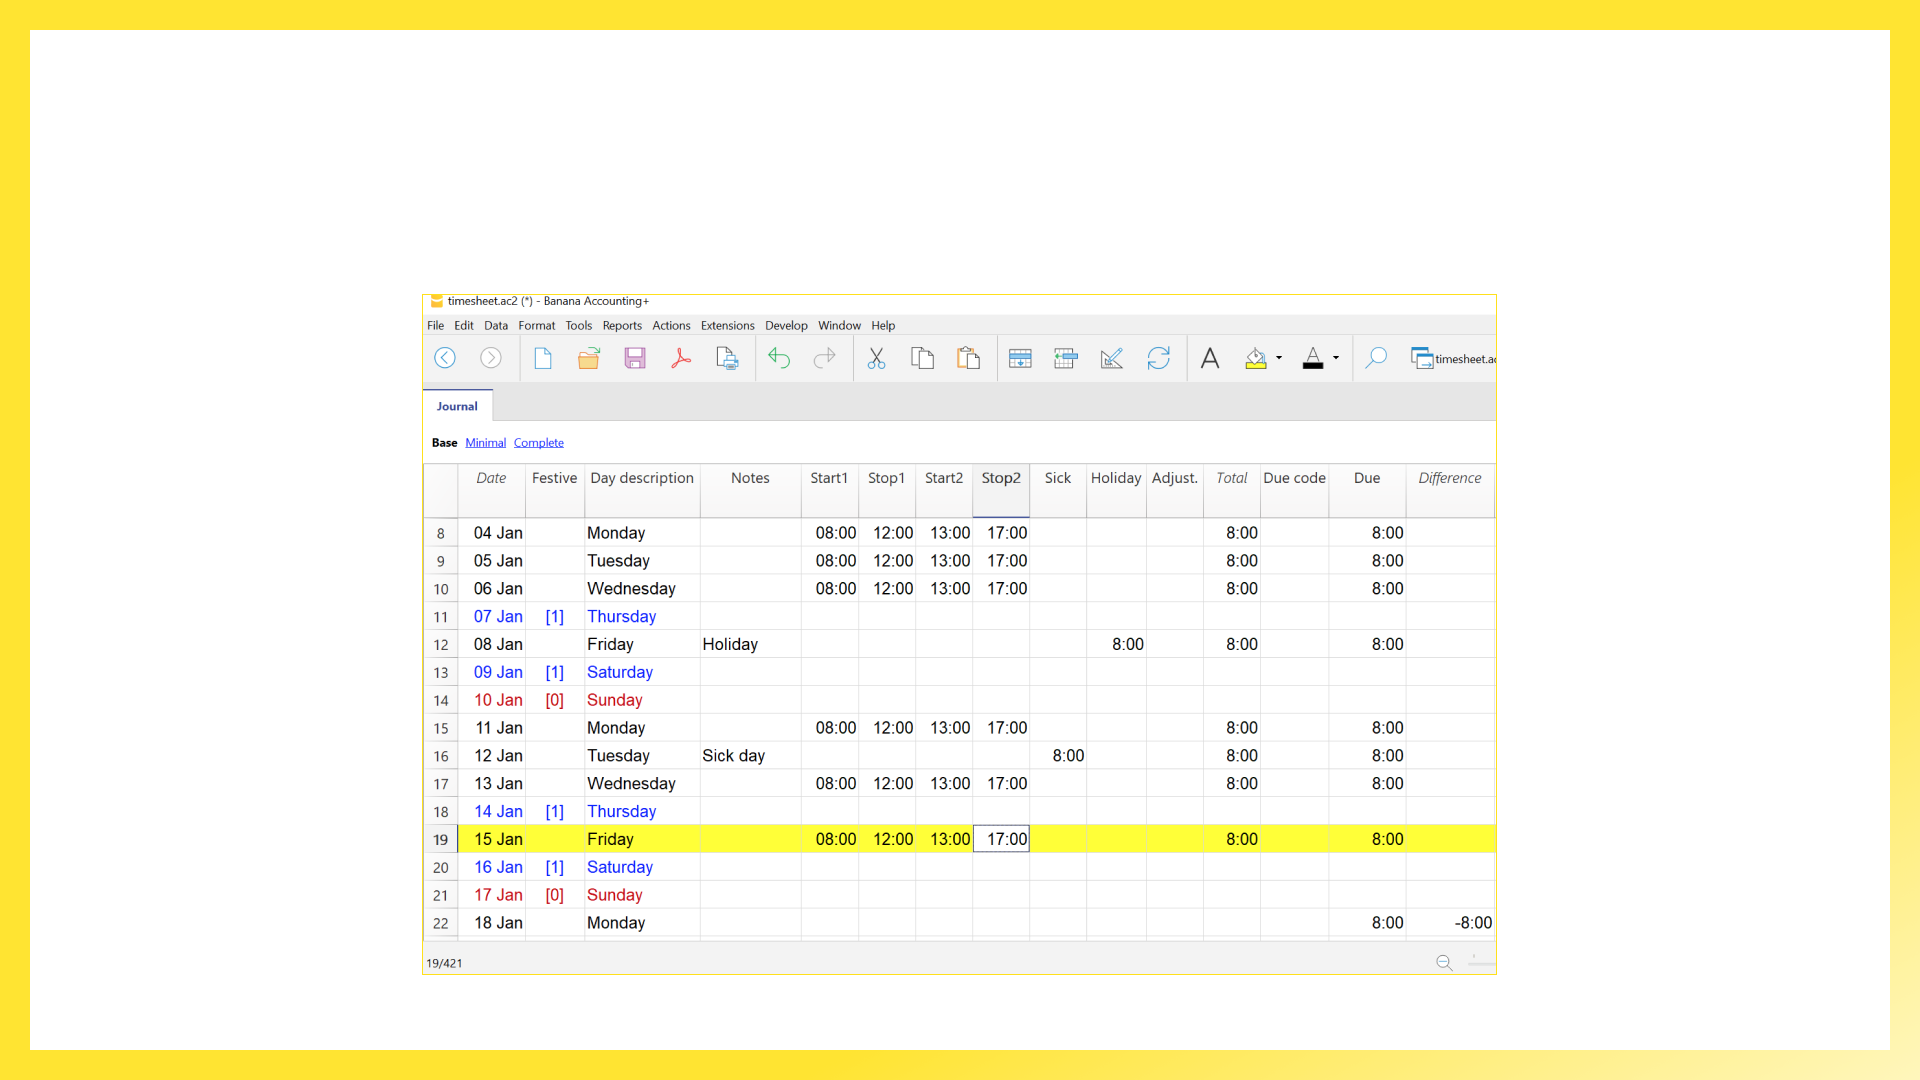 timesheet.ac2 (*) - Banana Accounting+
File Edit Data Format Tools Reports Actions Extensions Develop Window Help
Journal
Base Minimal Complete
Date Festive Day description Notes Start1 Stop1 Start2 Stop2 Sick Holiday Adjust. Total Due code Due Difference
8 04 Jan Monday 08:00 12:00 13:00 17:00 8:00 8:00
9 05 Jan Tuesday 08:00 12:00 13:00 17:00 8:00 8:00
10 06 Jan Wednesday 08:00 12:00 13:00 17:00 8:00 8:00
11 07 Jan [1] Thursday
12 08 Jan Friday Holiday 8:00 8:00 8:00
13 09 Jan [1] Saturday
14 10 Jan [0] Sunday
15 11 Jan Monday 08:00 12:00 13:00 17:00 8:00 8:00
16 12 Jan Tuesday Sick day 8:00 8:00 8:00
17 13 Jan Wednesday 08:00 12:00 13:00 17:00 8:00 8:00
18 14 Jan [1] Thursday
19 15 Jan Friday 08:00 12:00 13:00 17:00 8:00 8:00
20 16 Jan [1] Saturday
21 17 Jan [0] Sunday
22 18 Jan Monday 8:00 -8:00
19/421